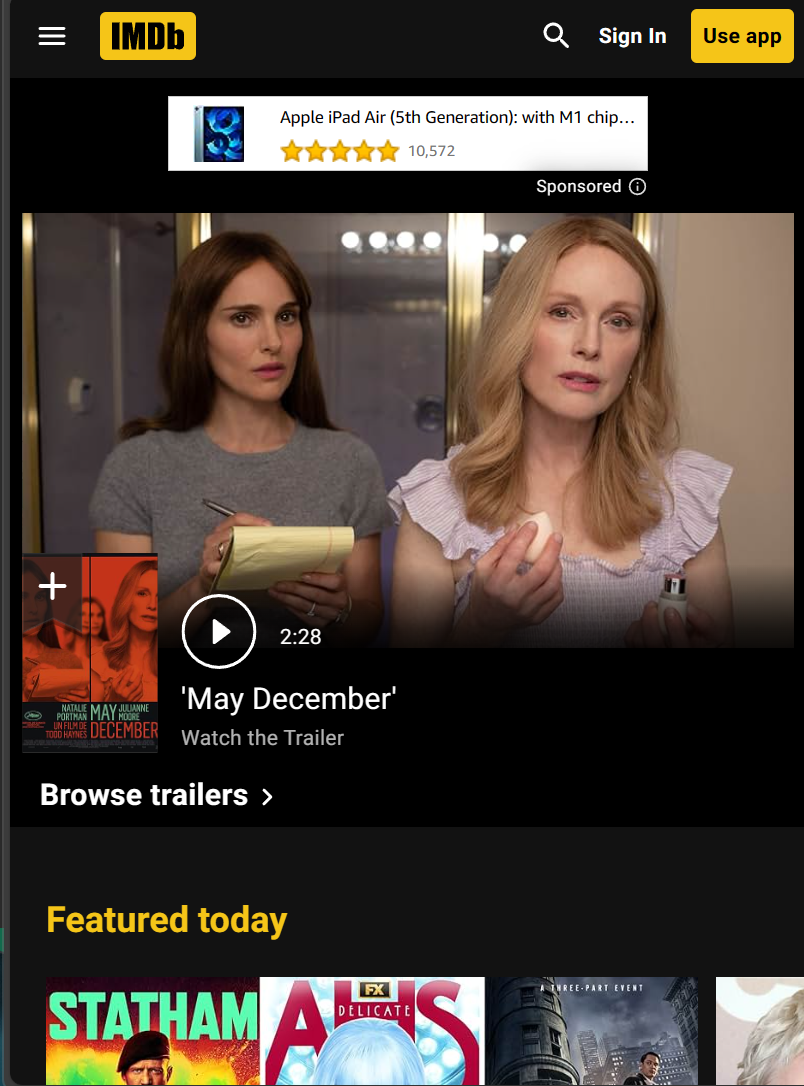 IMDb
Sign In
Use app
Apple iPad Air (5th Generation): with M1 chip…
10,572
Sponsored
2:28
NATALIE PORTMAN
MAY DECEMBER
JULIANNE MOORE
UN FILM DE TODD HAYNES
'May December'
Watch the Trailer
Browse trailers
Featured today
STATHAM
AHS
FX
DELICATE
A THREE-PART EVENT